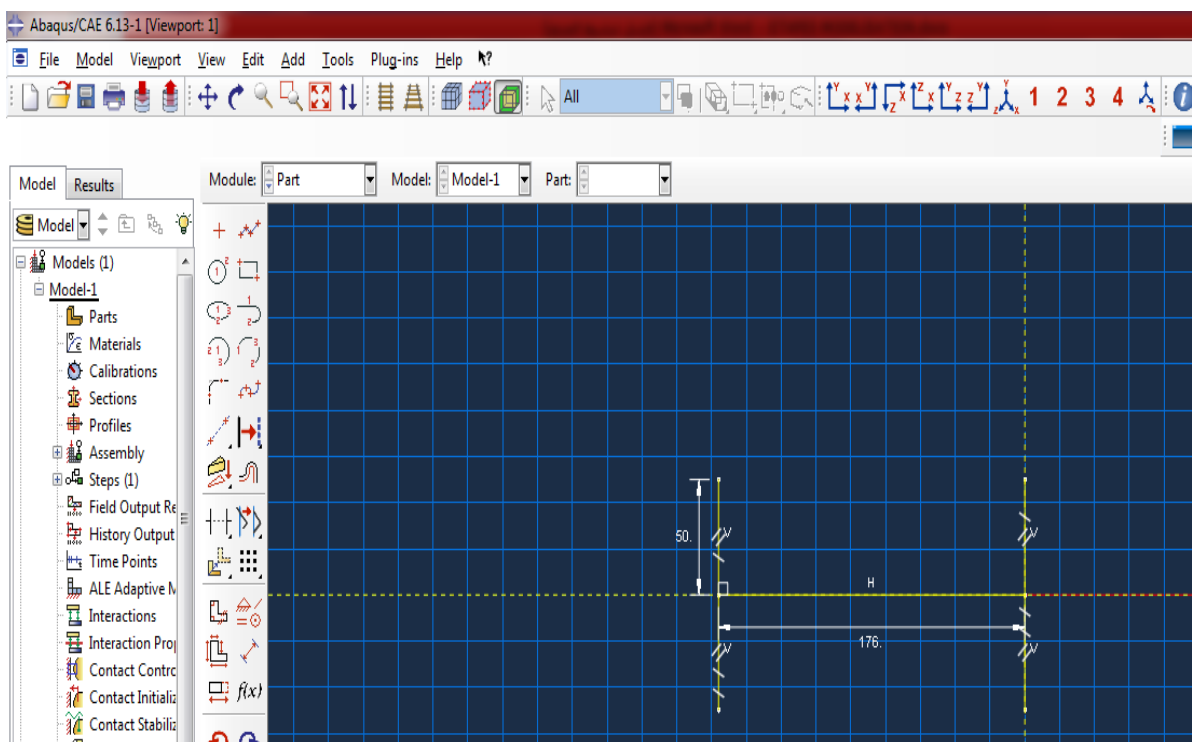 Abaqus/CAE 6.13-1 [Viewport: 1]
File Model Viewport View Edit Add Tools Plug-ins Help
All
1 2 3 4
Model Results
Module: Part Model: Model-1 Part:
Model
Models (1)
Model-1
Parts
Materials
Calibrations
Sections
Profiles
Assembly
Steps (1)
Field Output Re
History Output
Time Points
ALE Adaptive M
Interactions
Interaction Prop
Contact Contrc
Contact Initializ
Contact Stabiliz
f(x)
50.
V
V
H
176.
V
V